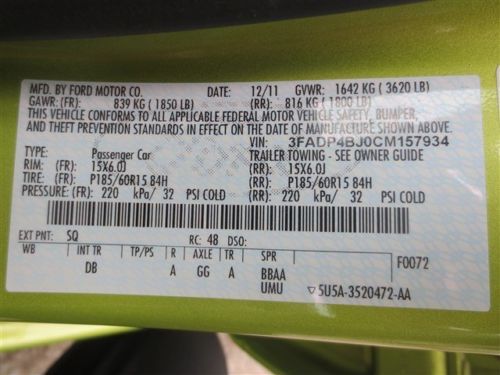 MFD. BY FORD MOTOR CO. DATE: 12/11 GVWR: 1642 KG ( 3620 LB)
GAWR: (FR): 839 KG ( 1850 LB) (RR): 816 KG ( 1800 LB)
THIS VEHICLE CONFORMS TO ALL APPLICABLE FEDERAL MOTOR VEHICLE SAFETY, BUMPER,
AND THEFT PREVENTION STANDARDS IN EFFECT ON THE DATE OF MANUFACTURE SHOWN ABOVE.
VIN: 3FADP4BJ0CM157934
TYPE: Passenger Car TRAILER TOWING - SEE OWNER GUIDE
RIM: (FR): 15X6.0J (RR): 15X6.0J
TIRE: (FR): P185/60R15 84H (RR): P185/60R15 84H
PRESSURE: (FR): 220 kPa/ 32 PSI COLD (RR): 220 kPa/ 32 PSI COLD
EXT PNT: SQ RC: 48 DSO:
WB INT TR TP/PS R AXLE TR SPR F0072
DB A GG A BBAA
UMU 5U5A-3520472-AA